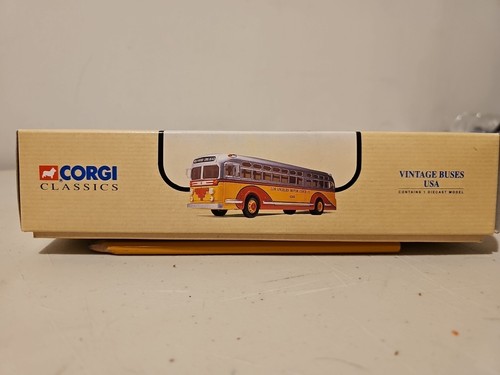 CORGI
CLASSICS
VINTAGE BUSES
USA
CONTAINS 1 DIECAST MODEL